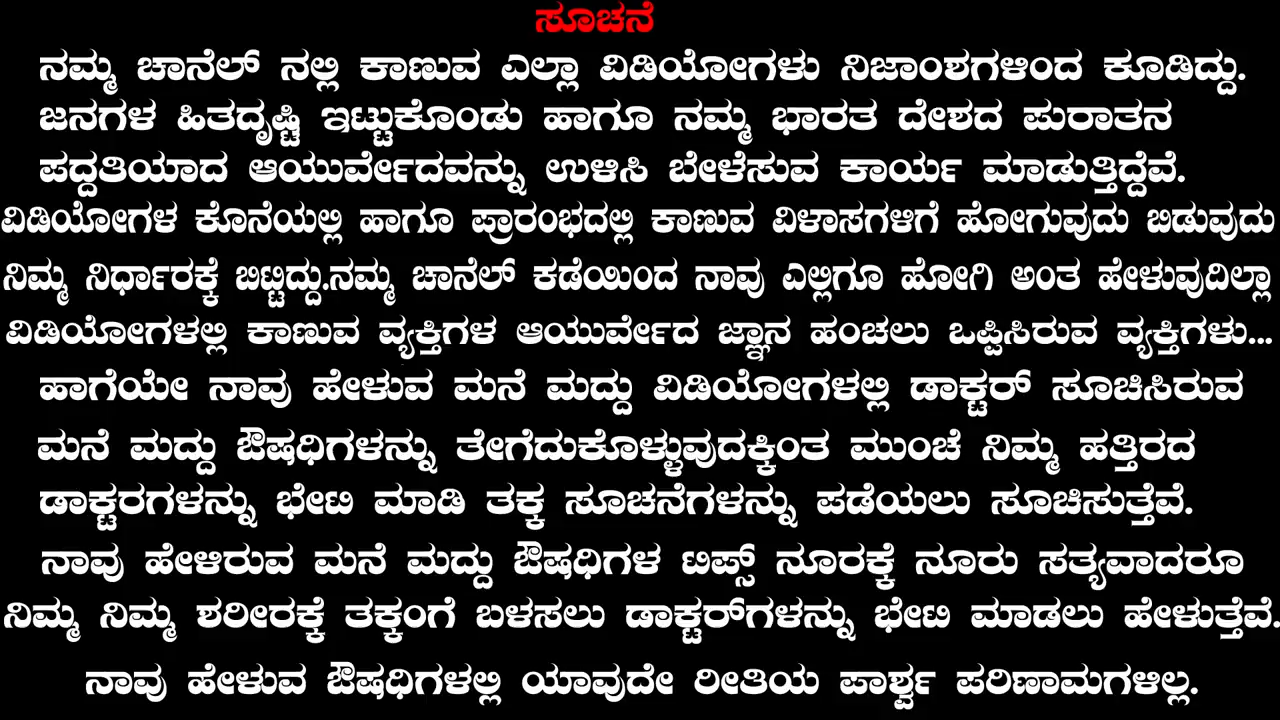 ಸೂಚನೆ
ನಮ್ಮ ಚಾನೆಲ್ ನಲ್ಲಿ ಕಾಣುವ ಎಲ್ಲಾ ವಿಡಿಯೋಗಳು ನಿಜಾಂಶಗಳಿಂದ ಕೂಡಿದ್ದು.
ಜನಗಳ ಹಿತದೃಷ್ಟಿ ಇಟ್ಟುಕೊಂಡು ಹಾಗೂ ನಮ್ಮ ಭಾರತ ದೇಶದ ಪುರಾತನ
ಪದ್ದತಿಯಾದ ಆಯುರ್ವೇದವನ್ನು ಉಳಿಸಿ ಬೇಳೆಸುವ ಕಾರ್ಯ ಮಾಡುತ್ತಿದ್ದೆವೆ.
ವಿಡಿಯೋಗಳ ಕೊನೆಯಲ್ಲಿ ಹಾಗೂ ಪ್ರಾರಂಭದಲ್ಲಿ ಕಾಣುವ ವಿಳಾಸಗಳಿಗೆ ಹೋಗುವುದು ಬಿಡುವುದು
ನಿಮ್ಮ ನಿರ್ಧಾರಕ್ಕೆ ಬಿಟ್ಟಿದ್ದು.ನಮ್ಮ ಚಾನೆಲ್ ಕಡೆಯಿಂದ ನಾವು ಎಲ್ಲಿಗೂ ಹೋಗಿ ಅಂತ ಹೇಳುವುದಿಲ್ಲಾ
ವಿಡಿಯೋಗಳಲ್ಲಿ ಕಾಣುವ ವ್ಯಕ್ತಿಗಳ ಆಯುರ್ವೇದ ಜ್ಞಾನ ಹಂಚಲು ಒಪ್ಪಿಸಿರುವ ವ್ಯಕ್ತಿಗಳು...
ಹಾಗೆಯೇ ನಾವು ಹೇಳುವ ಮನೆ ಮದ್ದು ವಿಡಿಯೋಗಳಲ್ಲಿ ಡಾಕ್ಟರ್ ಸೂಚಿಸಿರುವ
ಮನೆ ಮದ್ದು ಔಷಧಿಗಳನ್ನು ತೇಗೆದುಕೊಳ್ಳುವುದಕ್ಕಿಂತ ಮುಂಚೆ ನಿಮ್ಮ ಹತ್ತಿರದ
ಡಾಕ್ಟರಗಳನ್ನು ಭೇಟಿ ಮಾಡಿ ತಕ್ಕ ಸೂಚನೆಗಳನ್ನು ಪಡೆಯಲು ಸೂಚಿಸುತ್ತೆವೆ.
ನಾವು ಹೇಳಿರುವ ಮನೆ ಮದ್ದು ಔಷಧಿಗಳ ಟಿಪ್ಸ್ ನೂರಕ್ಕೆ ನೂರು ಸತ್ಯವಾದರೂ
ನಿಮ್ಮ ನಿಮ್ಮ ಶರೀರಕ್ಕೆ ತಕ್ಕಂಗೆ ಬಳಸಲು ಡಾಕ್ಟರ್‌ಗಳನ್ನು ಭೇಟಿ ಮಾಡಲು ಹೇಳುತ್ತೆವೆ.
ನಾವು ಹೇಳುವ ಔಷಧಿಗಳಲ್ಲಿ ಯಾವುದೇ ರೀತಿಯ ಪಾರ್ಶ್ವ ಪರಿಣಾಮಗಳಿಲ್ಲ.